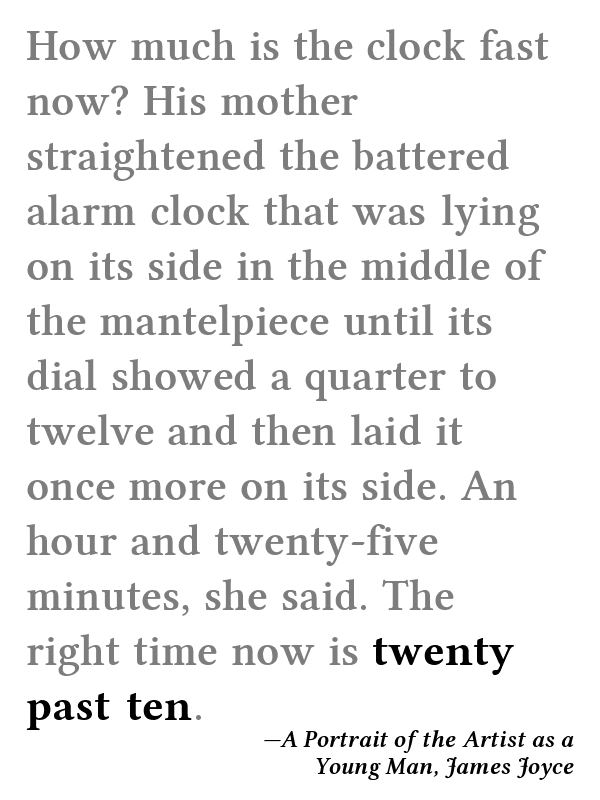 How much is the clock fast
now? His mother
straightened the battered
alarm clock that was lying
on its side in the middle of
the mantelpiece until its
dial showed a quarter to
twelve and then laid it
once more on its side. An
hour and twenty-five
minutes, she said. The
right time now is twenty
past ten.
—A Portrait of the Artist as a
Young Man, James Joyce